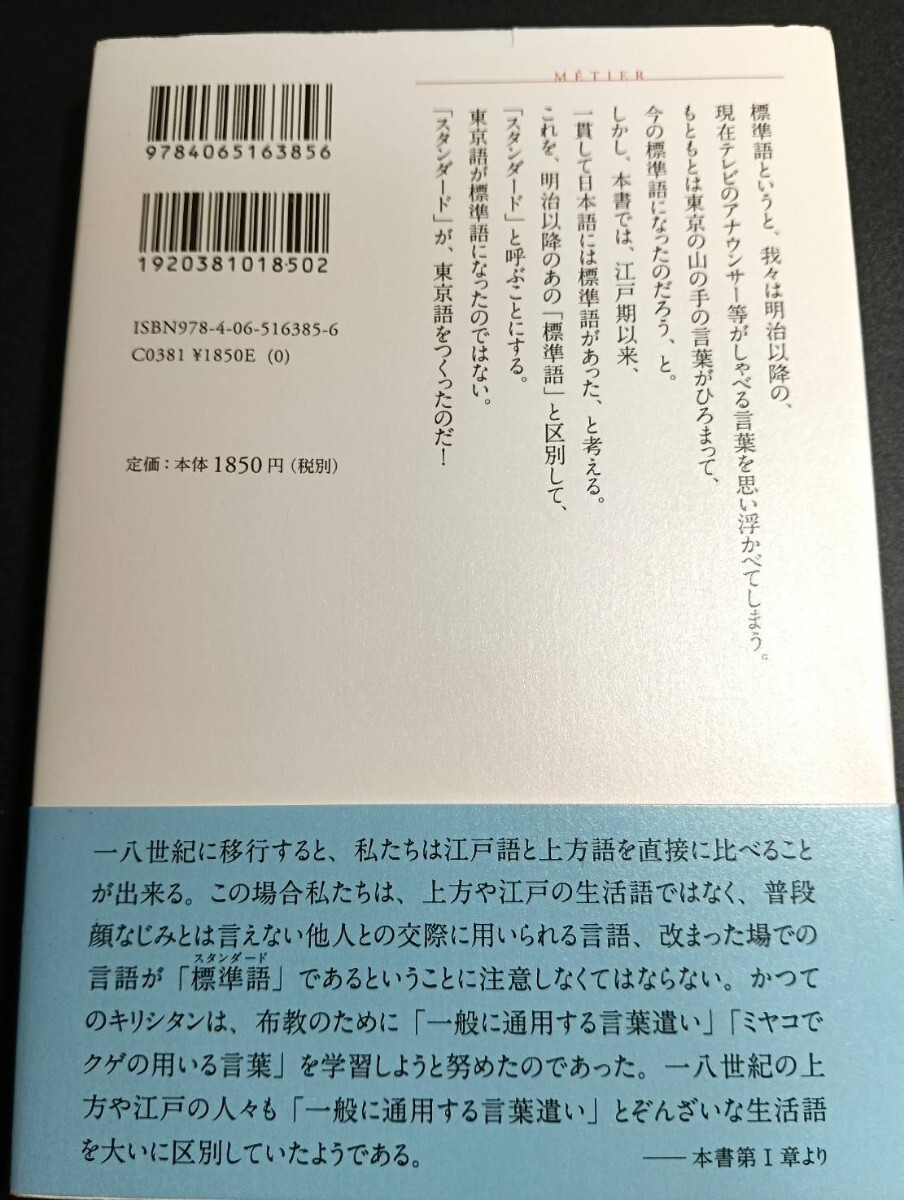 MÉTIER
標準語というと、我々は明治以降の、
現在テレビのアナウンサー等がしゃべる言葉を思い浮かべてしまう。
もともとは東京の山の手の言葉がひろまって、
今の標準語になったのだろう、と。
しかし、本書では、江戸期以来、
一貫して日本語には標準語があった、と考える。
これを、明治以降のあの「標準語」と区別して、
「スタンダード」と呼ぶことにする。
東京語が標準語になったのではない。
「スタンダード」が、東京語をつくったのだ！
9784065163856
1920381018502
ISBN978-4-06-516385-6
C0381 ¥1850E (0)
定価：本体1850円（税別）
一八世紀に移行すると、私たちは江戸語と上方語を直接に比べること
が出来る。この場合私たちは、上方や江戸の生活語ではなく、普段
顔なじみとは言えない他人との交際に用いられる言語、改まった場での
スタンダード
言語が「標準語」であるということに注意しなくてはならない。かつて
のキリシタンは、布教のために「一般に通用する言葉遣い」「ミヤコで
クゲの用いる言葉」を学習しようと努めたのであった。一八世紀の上
方や江戸の人々も「一般に通用する言葉遣い」とぞんざいな生活語
を大いに区別していたようである。
――本書第Ⅰ章より